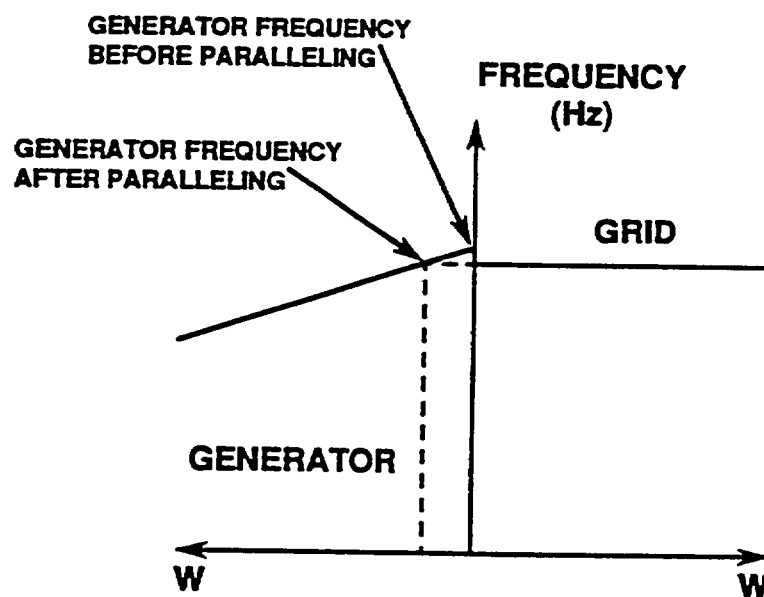 GENERATOR FREQUENCY
BEFORE PARALLELING
FREQUENCY
(Hz)
GENERATOR FREQUENCY
AFTER PARALLELING
GRID
GENERATOR
W
W